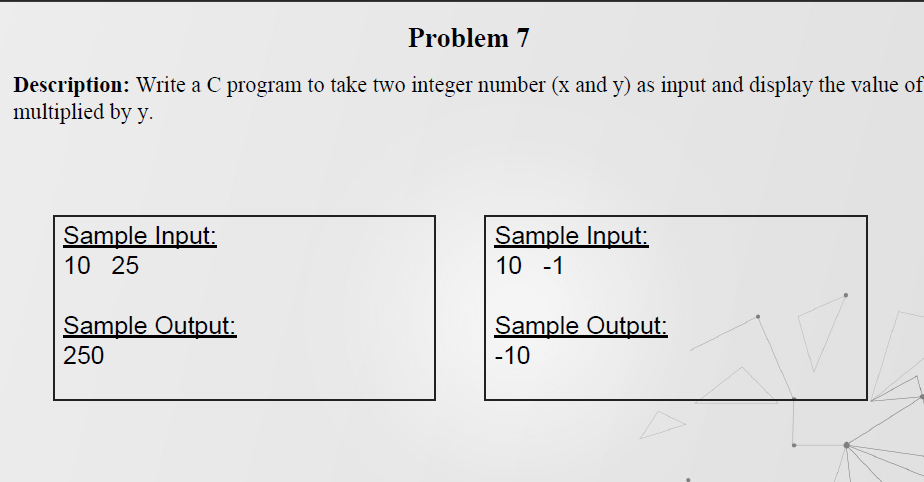 Problem 7
Description: Write a C program to take two integer number (x and y) as input and display the value of
multiplied by y.
Sample Input:
10 25
Sample Output:
250
Sample Input:
10 -1
Sample Output:
-10